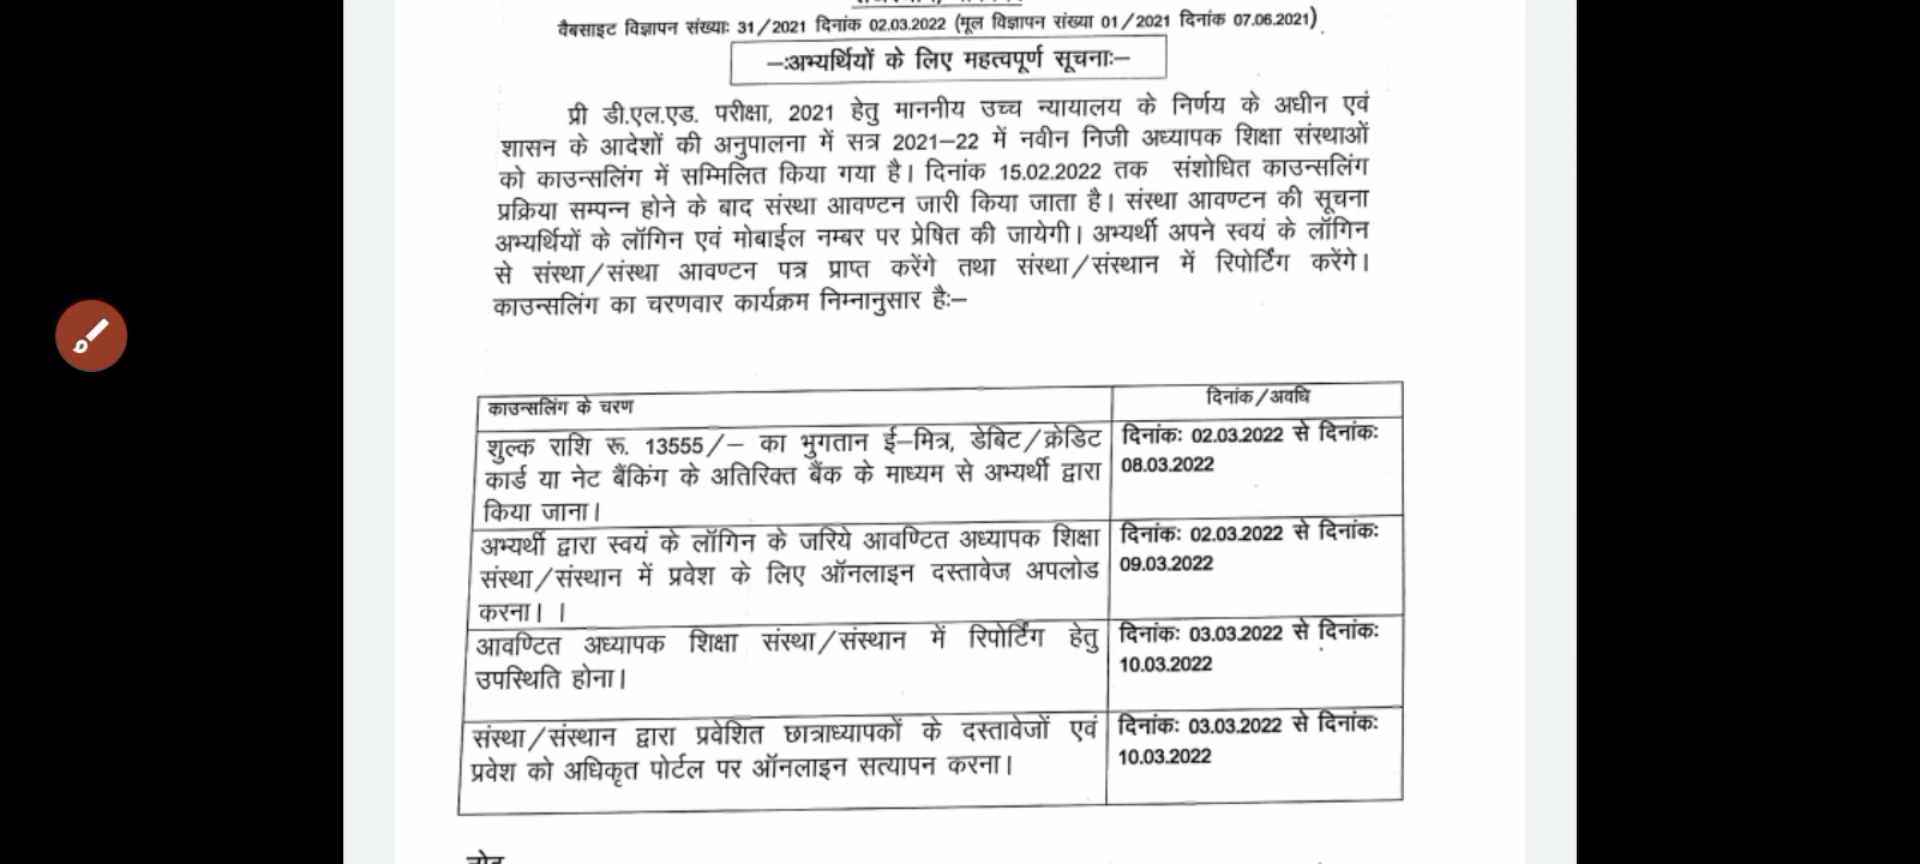 वैबसाइट विज्ञापन संख्याः 31/2021 दिनांक 02.03.2022 (मूल विज्ञापन संख्या 01/2021 दिनांक 07.06.2021)
–:अभ्यर्थियों के लिए महत्वपूर्ण सूचनाः–
प्री डी.एल.एड. परीक्षा, 2021 हेतु माननीय उच्च न्यायालय के निर्णय के अधीन एवं
शासन के आदेशों की अनुपालना में सत्र 2021–22 में नवीन निजी अध्यापक शिक्षा संस्थाओं
को काउन्सलिंग में सम्मिलित किया गया है। दिनांक 15.02.2022 तक संशोधित काउन्सलिंग
प्रक्रिया सम्पन्न होने के बाद संस्था आवण्टन जारी किया जाता है। संस्था आवण्टन की सूचना
अभ्यर्थियों के लॉगिन एवं मोबाईल नम्बर पर प्रेषित की जायेगी। अभ्यर्थी अपने स्वयं के लॉगिन
से संस्था/संस्था आवण्टन पत्र प्राप्त करेंगे तथा संस्था/संस्थान में रिपोर्टिंग करेंगे।
काउन्सलिंग का चरणवार कार्यक्रम निम्नानुसार हैः–
काउन्सलिंग के चरण
दिनांक/अवधि
शुल्क राशि रू. 13555/– का भुगतान ई–मित्र, डेबिट/क्रेडिट
कार्ड या नेट बैंकिंग के अतिरिक्त बैंक के माध्यम से अभ्यर्थी द्वारा
किया जाना।
दिनांकः 02.03.2022 से दिनांकः
08.03.2022
अभ्यर्थी द्वारा स्वयं के लॉगिन के जरिये आवण्टित अध्यापक शिक्षा
संस्था/संस्थान में प्रवेश के लिए ऑनलाइन दस्तावेज अपलोड
करना। ।
दिनांकः 02.03.2022 से दिनांकः
09.03.2022
आवण्टित अध्यापक शिक्षा संस्था/संस्थान में रिपोर्टिंग हेतु
उपस्थिति होना।
दिनांकः 03.03.2022 से दिनांकः
10.03.2022
संस्था/संस्थान द्वारा प्रवेशित छात्राध्यापकों के दस्तावेजों एवं
प्रवेश को अधिकृत पोर्टल पर ऑनलाइन सत्यापन करना।
दिनांकः 03.03.2022 से दिनांकः
10.03.2022